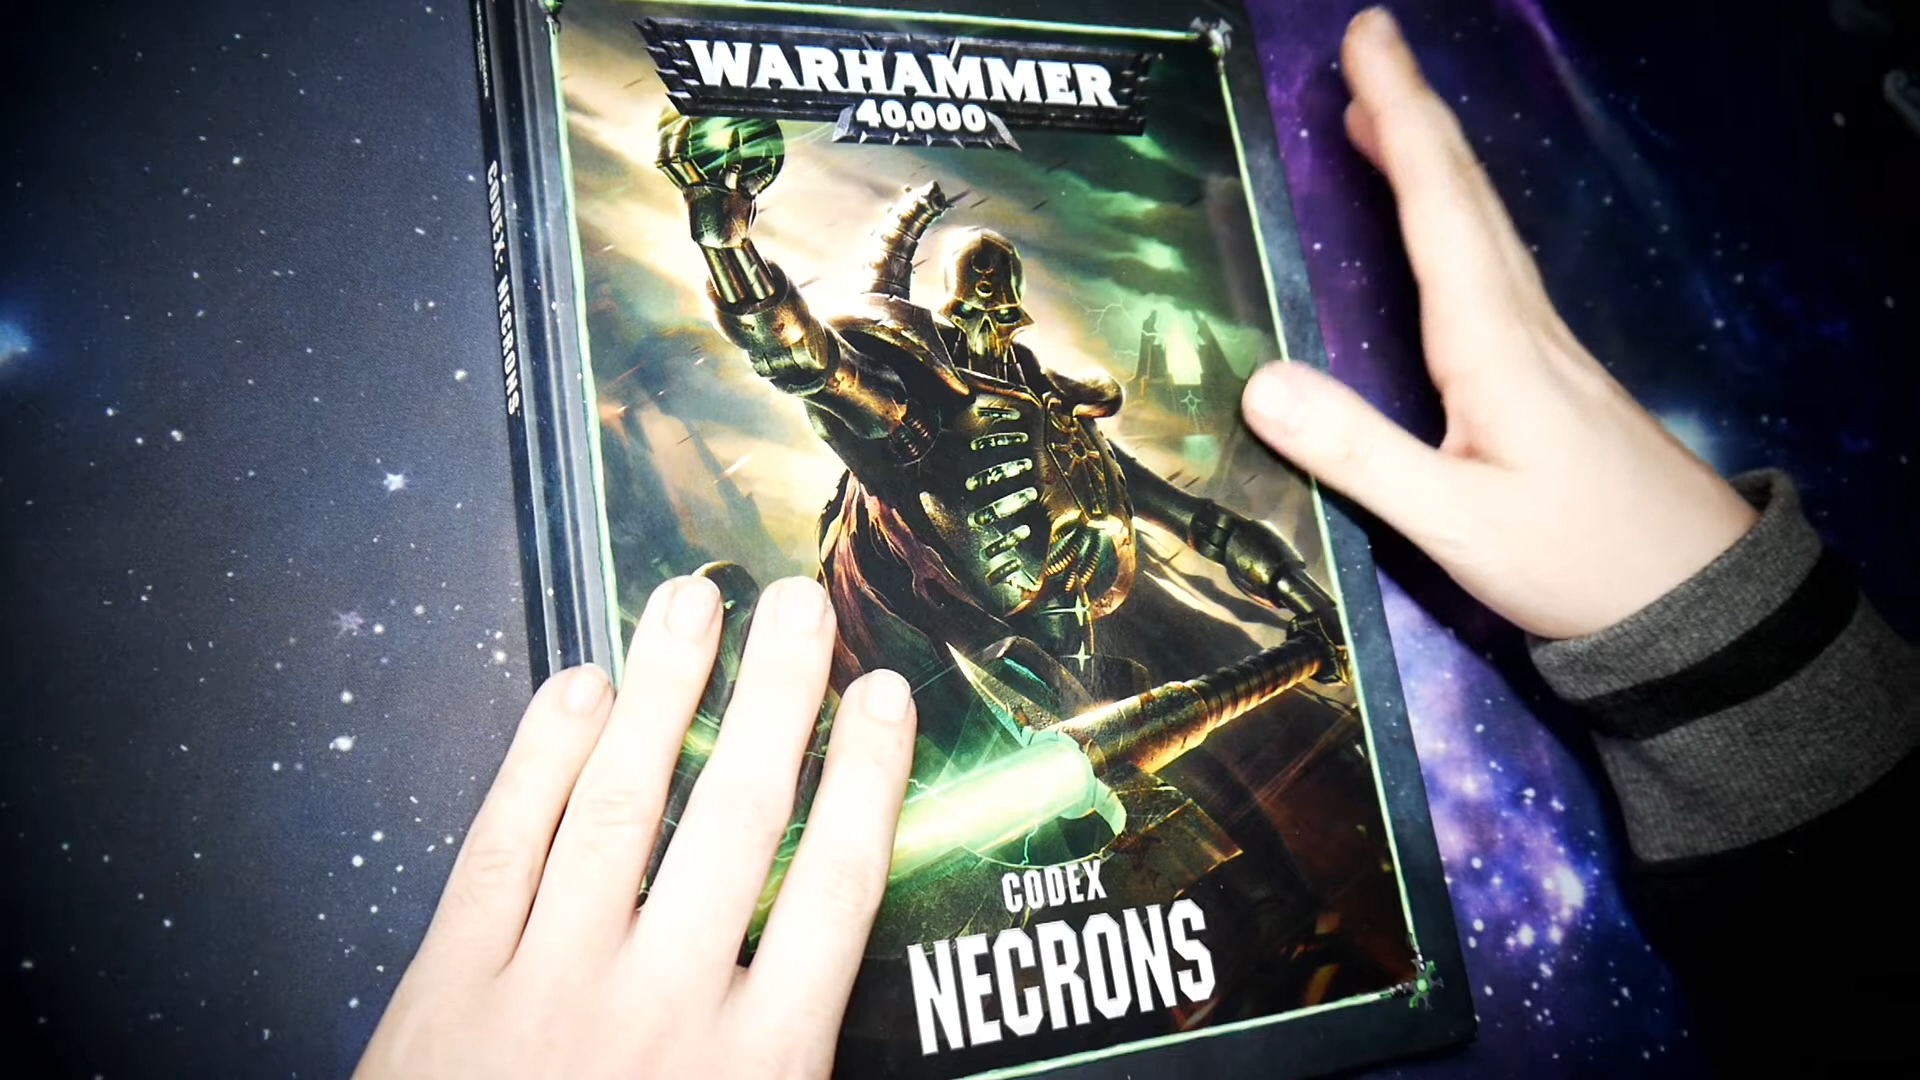 WARHAMMER
40,000
CODEX: NECRONS
CODEX
NECRONS